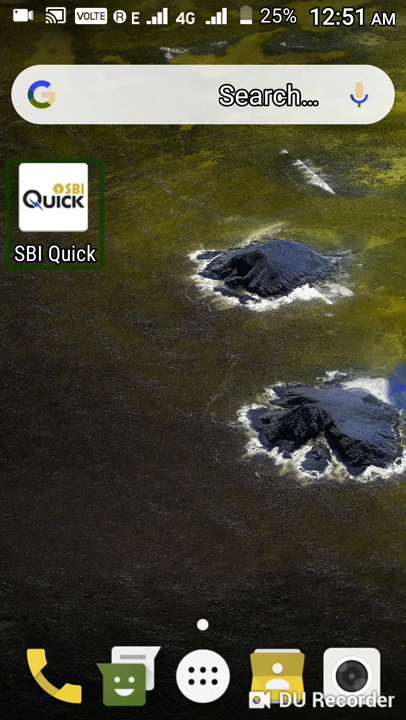 VOLTE R E 4G 25% 12:51 AM
G Search...
SBI
QUICK
SBI Quick
DU Recorder